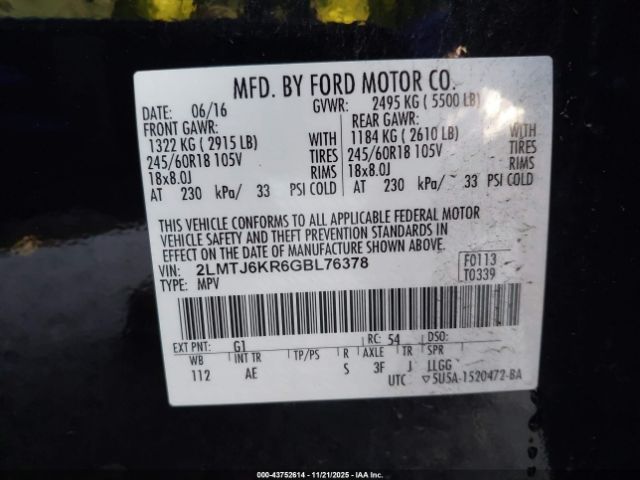 MFD. BY FORD MOTOR CO.
DATE: 06/16 GVWR: 2495 KG ( 5500 LB)
FRONT GAWR: REAR GAWR:
1322 KG ( 2915 LB) WITH 1184 KG ( 2610 LB) WITH
245/60R18 105V TIRES 245/60R18 105V TIRES
18x8.0J RIMS 18x8.0J RIMS
AT 230 kPa/ 33 PSI COLD AT 230 kPa/ 33 PSI COLD
THIS VEHICLE CONFORMS TO ALL APPLICABLE FEDERAL MOTOR
VEHICLE SAFETY AND THEFT PREVENTION STANDARDS IN
EFFECT ON THE DATE OF MANUFACTURE SHOWN ABOVE.
VIN: 2LMTJ6KR6GBL76378 F0113
TYPE: MPV T0339
EXT PNT: G1 RC: 54 DSO:
WB INT TR TP/PS R AXLE TR SPR
112 AE S 3F J LLGG
UTC ▽5USA-1520472-BA
000-43752614 - 11/21/2025 - IAA Inc.